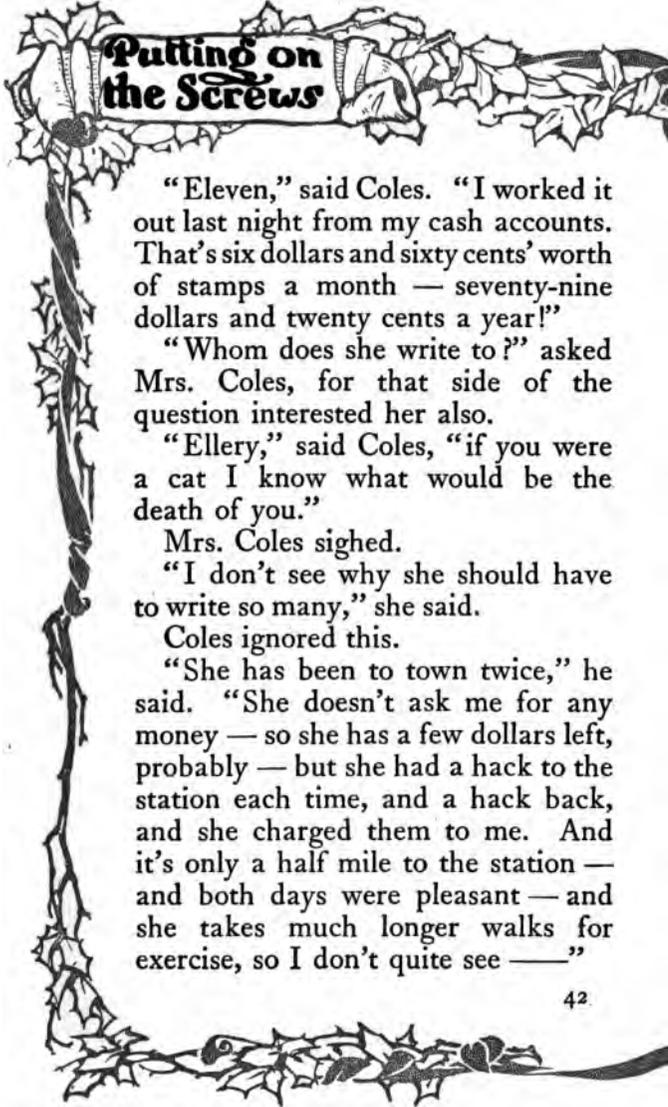 Putting on
the Screws
"Eleven," said Coles. "I worked it
out last night from my cash accounts.
That's six dollars and sixty cents' worth
of stamps a month — seventy-nine
dollars and twenty cents a year!"
"Whom does she write to?" asked
Mrs. Coles, for that side of the
question interested her also.
"Ellery," said Coles, "if you were
a cat I know what would be the
death of you."
Mrs. Coles sighed.
"I don't see why she should have
to write so many," she said.
Coles ignored this.
"She has been to town twice," he
said. "She doesn't ask me for any
money — so she has a few dollars left,
probably — but she had a hack to the
station each time, and a hack back,
and she charged them to me. And
it's only a half mile to the station —
and both days were pleasant — and
she takes much longer walks for
exercise, so I don't quite see ——"
42